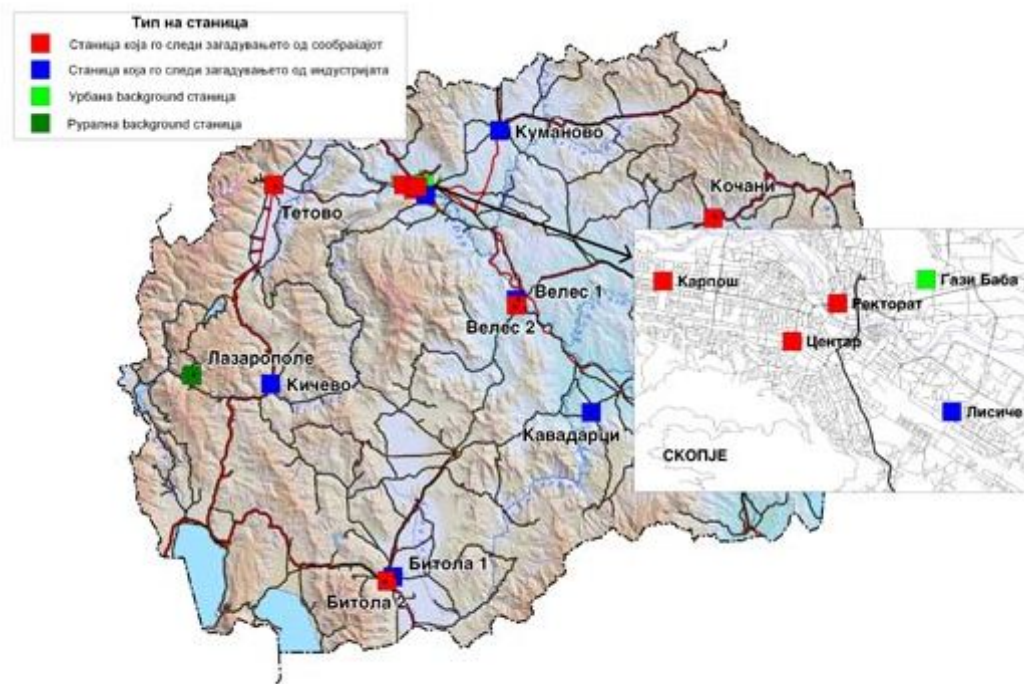 Тип на станица
Станица која го следи загадувањето од сообраќајот
Станица која го следи загадувањето од индустријата
Урбана background станица
Рурална background станица
Куманово
Кочани
Тетово
Карпош
Гази Баба
Ректорат
Велес 1
Велес 2
Центар
Лазарополе
Кичево
Лисиче
Кавадарци
СКОПЈЕ
Битола 1
Битола 2